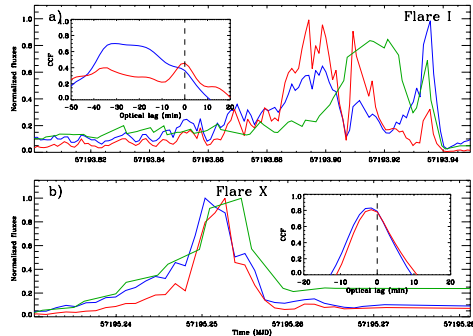 a)
Flare I
Normalised fluxes
1.0
0.8
0.6
0.4
0.2
0.0
CCF
1.0
0.8
0.6
0.4
0.2
0.0
-50 -40 -30 -20 -10 0 10 20
Optical lag (min)
57193.82 57193.84 57193.86 57193.88 57193.90 57193.92 57193.94
b)
Flare X
Normalised fluxes
1.0
0.8
0.6
0.4
0.2
CCF
1.0
0.8
0.6
0.4
0.2
0.0
-20 -10 0 10 20
Optical lag (min)
57195.24 57195.25 57195.26 57195.27
Time (MJD)